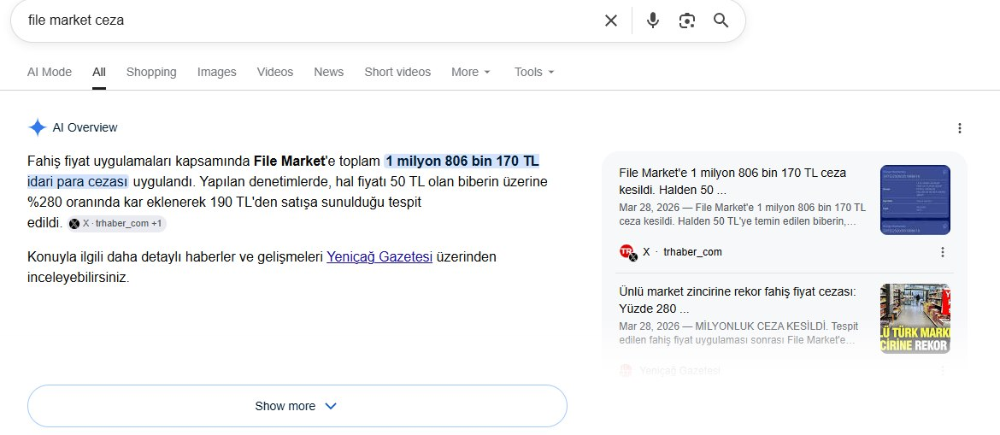 file market ceza
AI Mode
All
Shopping
Images
Videos
News
Short videos
More
Tools
AI Overview
Fahiş fiyat uygulamaları kapsamında File Market'e toplam 1 milyon 806 bin 170 TL
idari para cezası uygulandı. Yapılan denetimlerde, hal fiyatı 50 TL olan biberin üzerine
%280 oranında kar eklenerek 190 TL'den satışa sunulduğu tespit
edildi. X · trhaber_com +1
Konuyla ilgili daha detaylı haberler ve gelişmeleri Yeniçağ Gazetesi üzerinden
inceleyebilirsiniz.
Show more
File Market'e 1 milyon 806 bin 170 TL ceza
kesildi. Halden 50 ...
Mar 28, 2026 — File Market'e 1 milyon 806 bin 170 TL
ceza kesildi. Halden 50 TL'ye temin edilen biberin,...
TR
X · trhaber_com
Ünlü market zincirine rekor fahiş fiyat cezası:
Yüzde 280 ...
Mar 28, 2026 — MİLYONLUK CEZA KESİLDİ. Tespit
edilen fahiş fiyat uygulaması sonrası File Market'e...
LÜ TÜRK MARK
CİRİNE REKOR
Yeniçağ Gazetesi